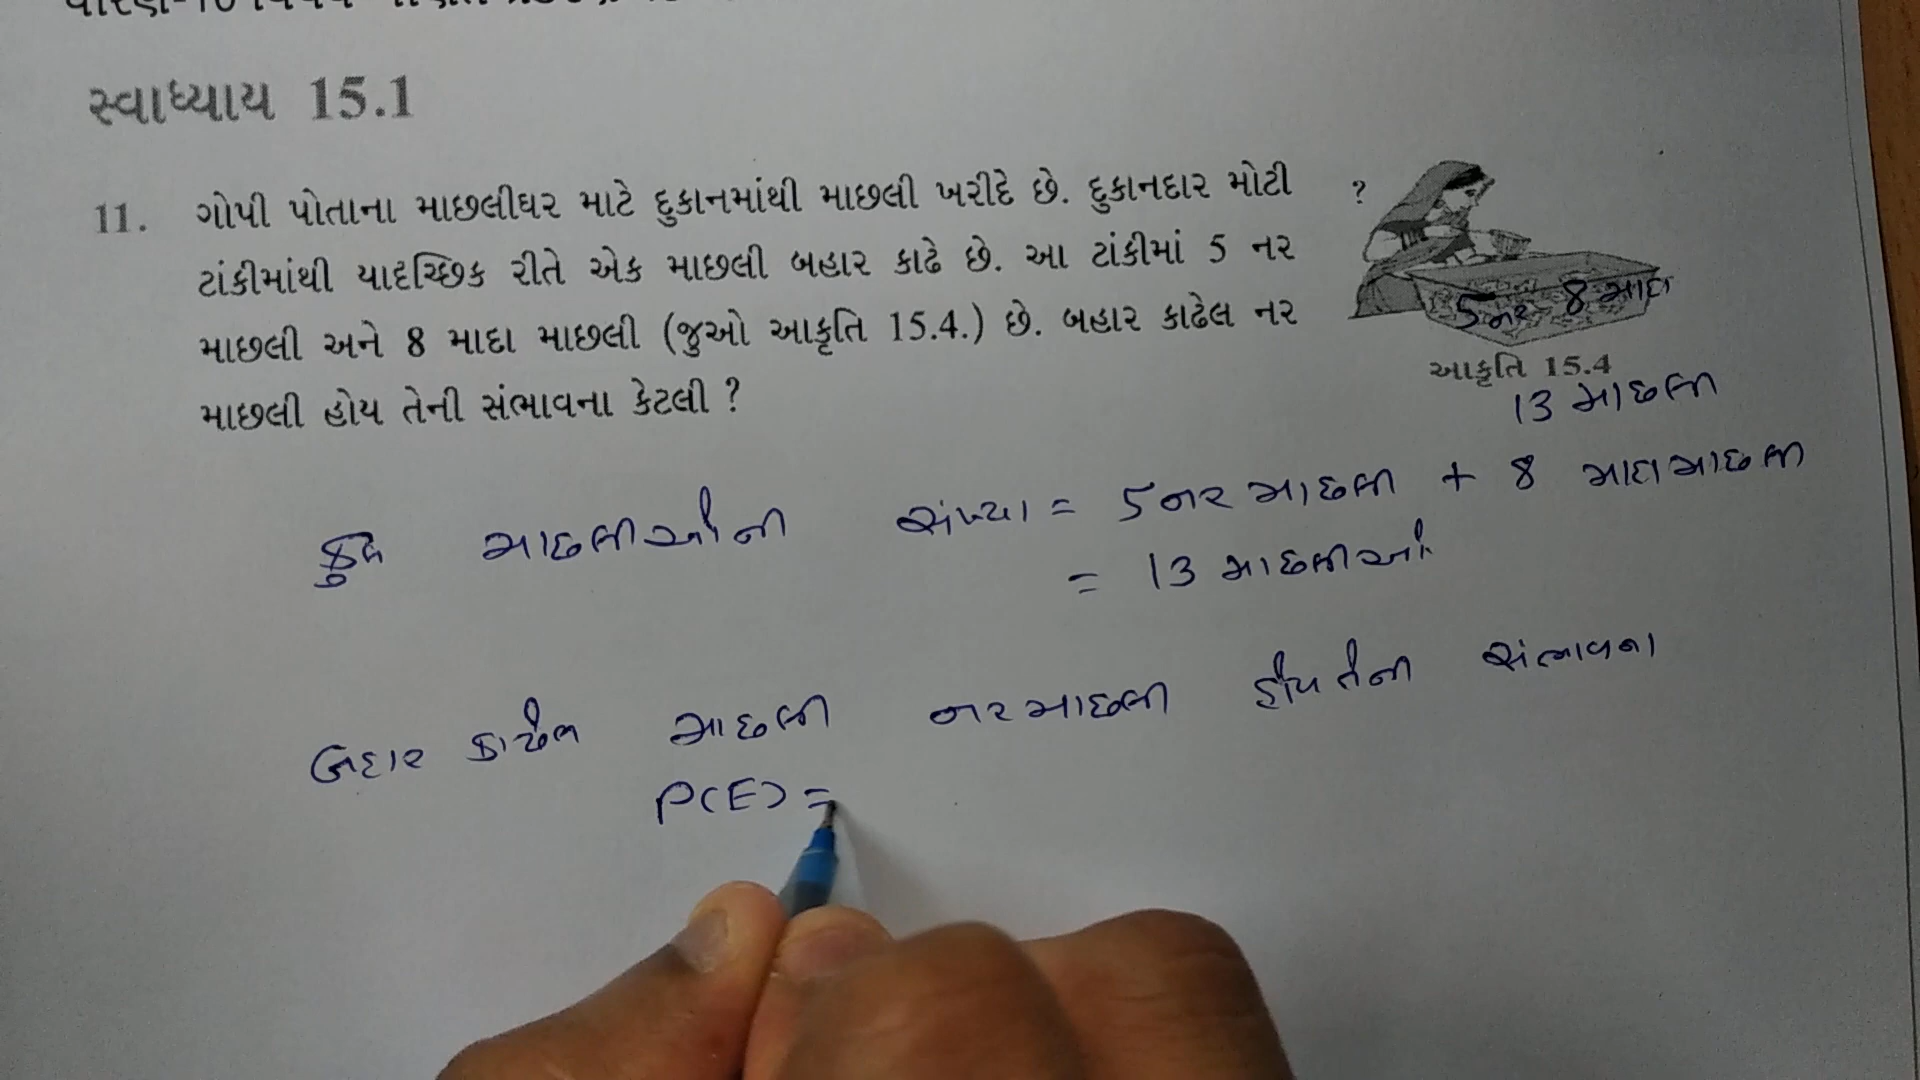 સ્વાધ્યાય 15.1
11. ગોપી પોતાના માછલીઘર માટે દુકાનમાંથી માછલી ખરીદે છે. દુકાનદાર મોટી
ટાંકીમાંથી યાદચ્છિક રીતે એક માછલી બહાર કાઢે છે. આ ટાંકીમાં 5 નર
માછલી અને 8 માદા માછલી (જુઓ આકૃતિ 15.4.) છે. બહાર કાઢેલ નર
માછલી હોય તેની સંભાવના કેટલી ?
?
5 નર 8 માદા
આકૃતિ 15.4
13 માછલી
કુલ માછલીઓની સંખ્યા = 5 નર માછલી + 8 માદા માછલી
= 13 માછલીઓ
બહાર કાઢેલ માછલી નર માછલી હોય તેની સંભાવના
P(E) =